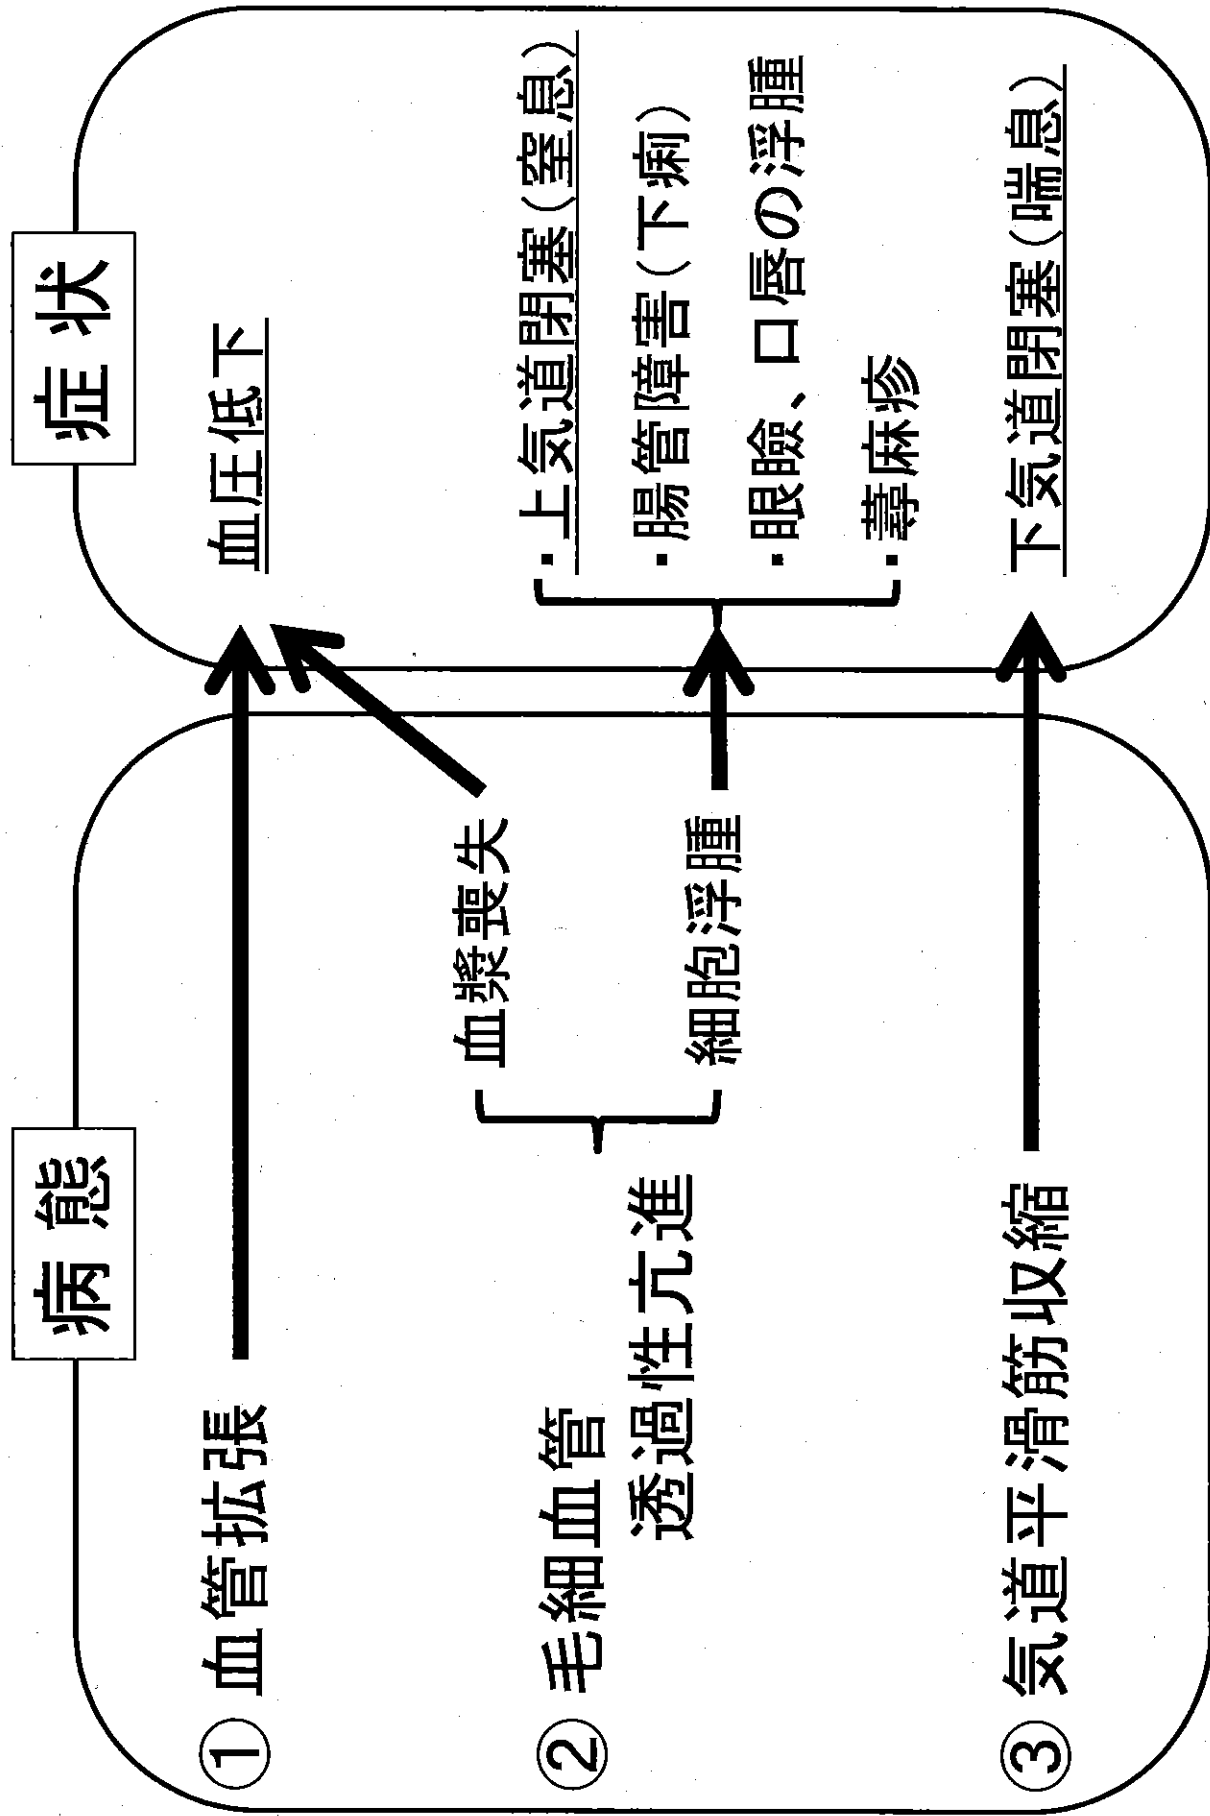 病態
① 血管拡張
② 毛細血管
透過性亢進
血漿喪失
細胞浮腫
③ 気道平滑筋収縮
症状
血圧低下
・上気道閉塞(窒息)
・腸管障害(下痢)
・眼瞼、口唇の浮腫
・蕁麻疹
下気道閉塞(喘息)